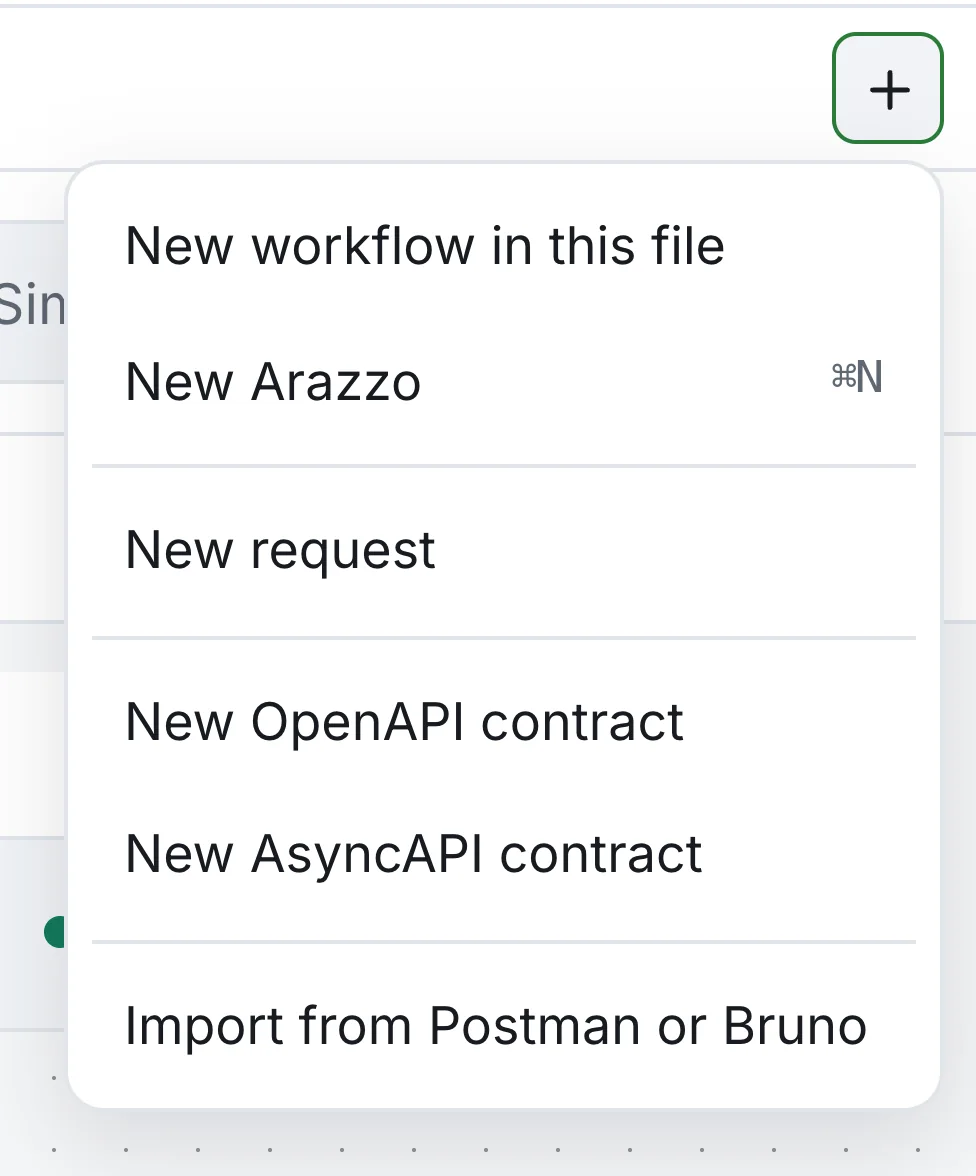 New workflow in this file
New Arazzo ⌘N
New request
New OpenAPI contract
New AsyncAPI contract
Import from Postman or Bruno